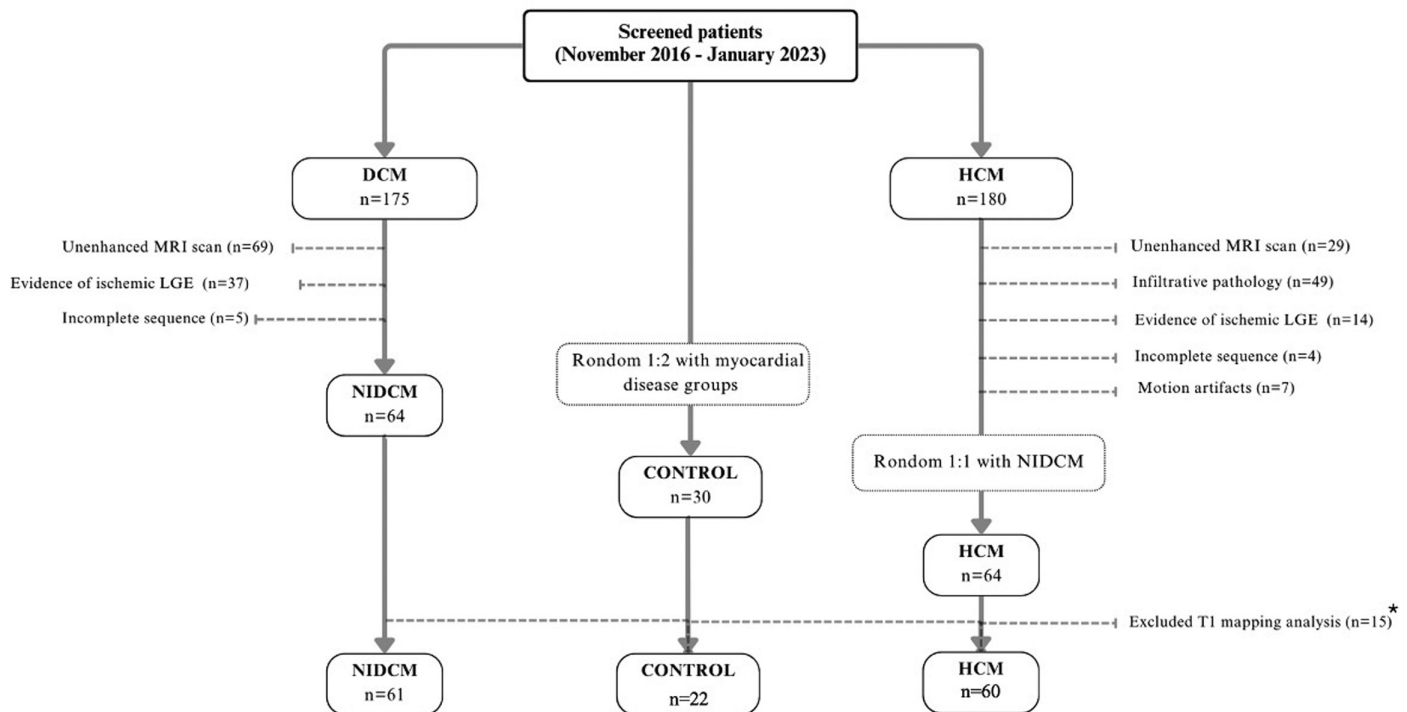 Screened patients
(November 2016 - January 2023)
DCM
n=175
HCM
n=180
Unenhanced MRI scan (n=69)
Evidence of ischemic LGE (n=37)
Incomplete sequence (n=5)
Unenhanced MRI scan (n=29)
Infiltrative pathology (n=49)
Evidence of ischemic LGE (n=14)
Incomplete sequence (n=4)
Motion artifacts (n=7)
Rondom 1:2 with myocardial
disease groups
NIDCM
n=64
CONTROL
n=30
Rondom 1:1 with NIDCM
HCM
n=64
Excluded T1 mapping analysis (n=15)*
NIDCM
n=61
CONTROL
n=22
HCM
n=60